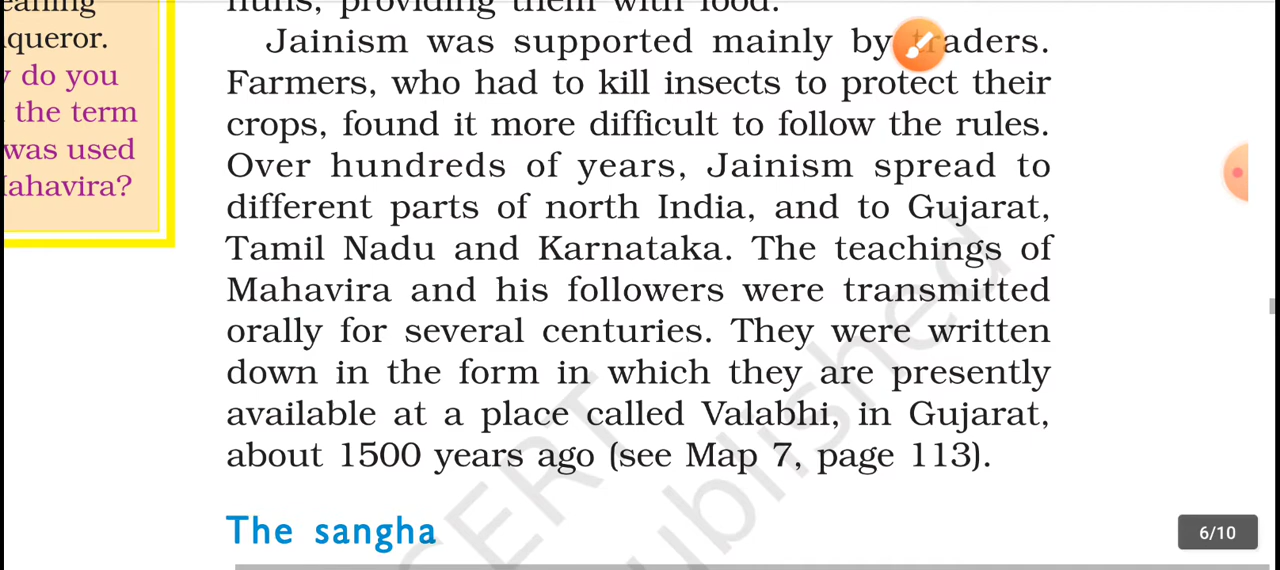 queror.
do you
the term
was used
ahavira?
nuns, providing them with food.
Jainism was supported mainly by traders.
Farmers, who had to kill insects to protect their
crops, found it more difficult to follow the rules.
Over hundreds of years, Jainism spread to
different parts of north India, and to Gujarat,
Tamil Nadu and Karnataka. The teachings of
Mahavira and his followers were transmitted
orally for several centuries. They were written
down in the form in which they are presently
available at a place called Valabhi, in Gujarat,
about 1500 years ago (see Map 7, page 113).
The sangha
6/10